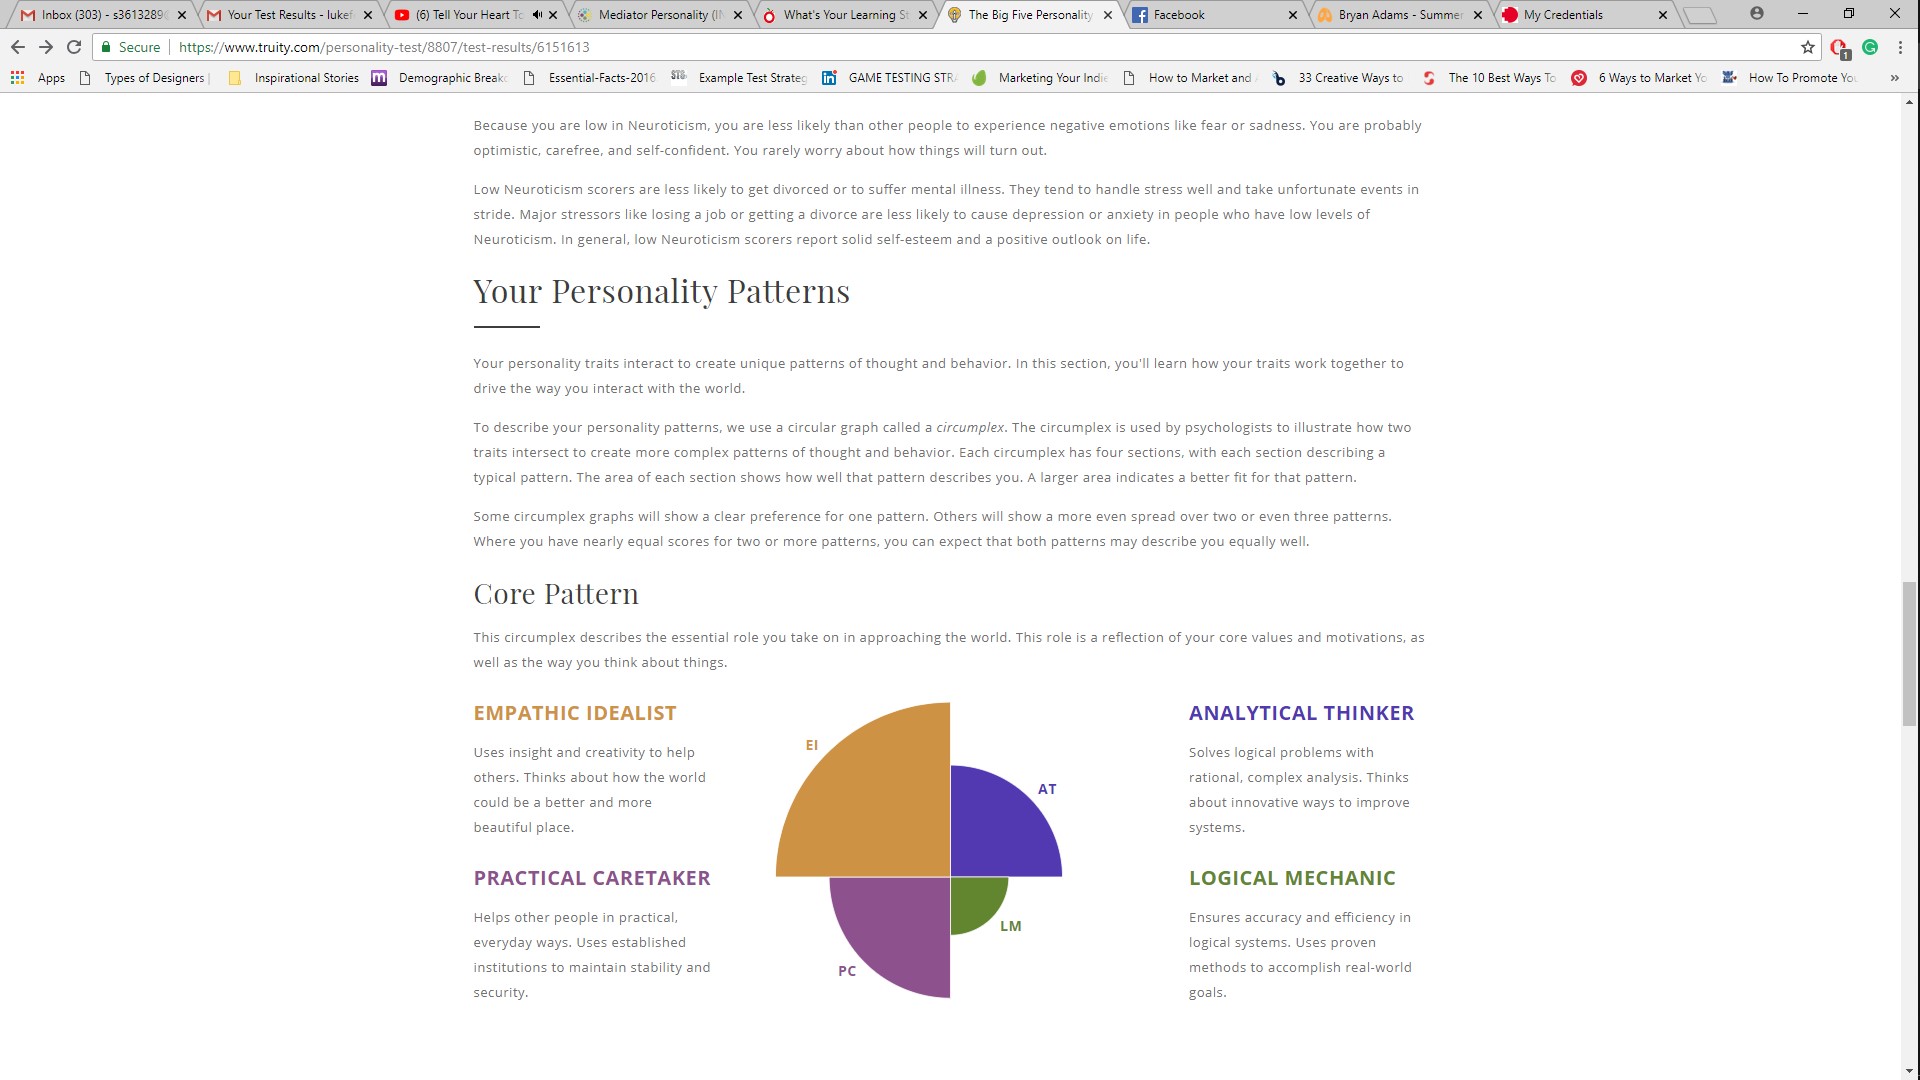 Inbox (303) - s3613289
Your Test Results - lukef
(6) Tell Your Heart To
Mediator Personality (IN
What's Your Learning St
The Big Five Personality
Facebook
Bryan Adams - Summer
My Credentials
Secure
https://www.truity.com/personality-test/8807/test-results/6151613
1
Apps
Types of Designers
Inspirational Stories
Demographic Break
Essential-Facts-2016
Example Test Strateg
GAME TESTING STR
Marketing Your Indie
How to Market and
33 Creative Ways to
The 10 Best Ways To
6 Ways to Market Yo
How To Promote You
»
Because you are low in Neuroticism, you are less likely than other people to experience negative emotions like fear or sadness. You are probably
optimistic, carefree, and self-confident. You rarely worry about how things will turn out.
Low Neuroticism scorers are less likely to get divorced or to suffer mental illness. They tend to handle stress well and take unfortunate events in
stride. Major stressors like losing a job or getting a divorce are less likely to cause depression or anxiety in people who have low levels of
Neuroticism. In general, low Neuroticism scorers report solid self-esteem and a positive outlook on life.
Your Personality Patterns
Your personality traits interact to create unique patterns of thought and behavior. In this section, you'll learn how your traits work together to
drive the way you interact with the world.
To describe your personality patterns, we use a circular graph called a circumplex. The circumplex is used by psychologists to illustrate how two
traits intersect to create more complex patterns of thought and behavior. Each circumplex has four sections, with each section describing a
typical pattern. The area of each section shows how well that pattern describes you. A larger area indicates a better fit for that pattern.
Some circumplex graphs will show a clear preference for one pattern. Others will show a more even spread over two or even three patterns.
Where you have nearly equal scores for two or more patterns, you can expect that both patterns may describe you equally well.
Core Pattern
This circumplex describes the essential role you take on in approaching the world. This role is a reflection of your core values and motivations, as
well as the way you think about things.
EMPATHIC IDEALIST
Uses insight and creativity to help
others. Thinks about how the world
could be a better and more
beautiful place.
PRACTICAL CARETAKER
Helps other people in practical,
everyday ways. Uses established
institutions to maintain stability and
security.
EI
AT
PC
LM
ANALYTICAL THINKER
Solves logical problems with
rational, complex analysis. Thinks
about innovative ways to improve
systems.
LOGICAL MECHANIC
Ensures accuracy and efficiency in
logical systems. Uses proven
methods to accomplish real-world
goals.